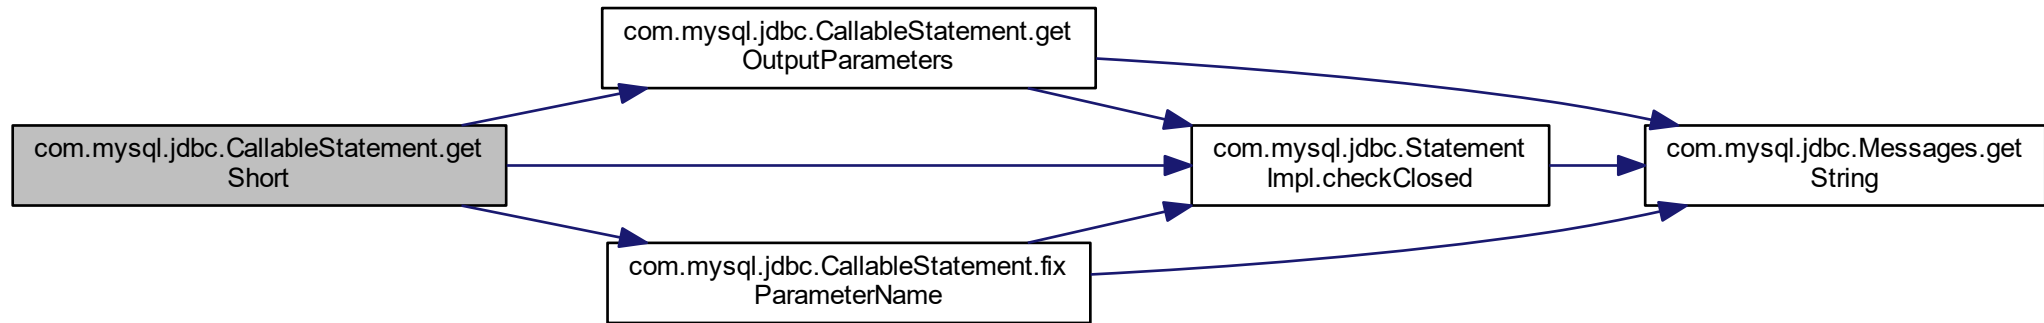 com.mysql.jdbc.CallableStatement.get
OutputParameters
com.mysql.jdbc.CallableStatement.get
Short
com.mysql.jdbc.Statement
Impl.checkClosed
com.mysql.jdbc.Messages.get
String
com.mysql.jdbc.CallableStatement.fix
ParameterName